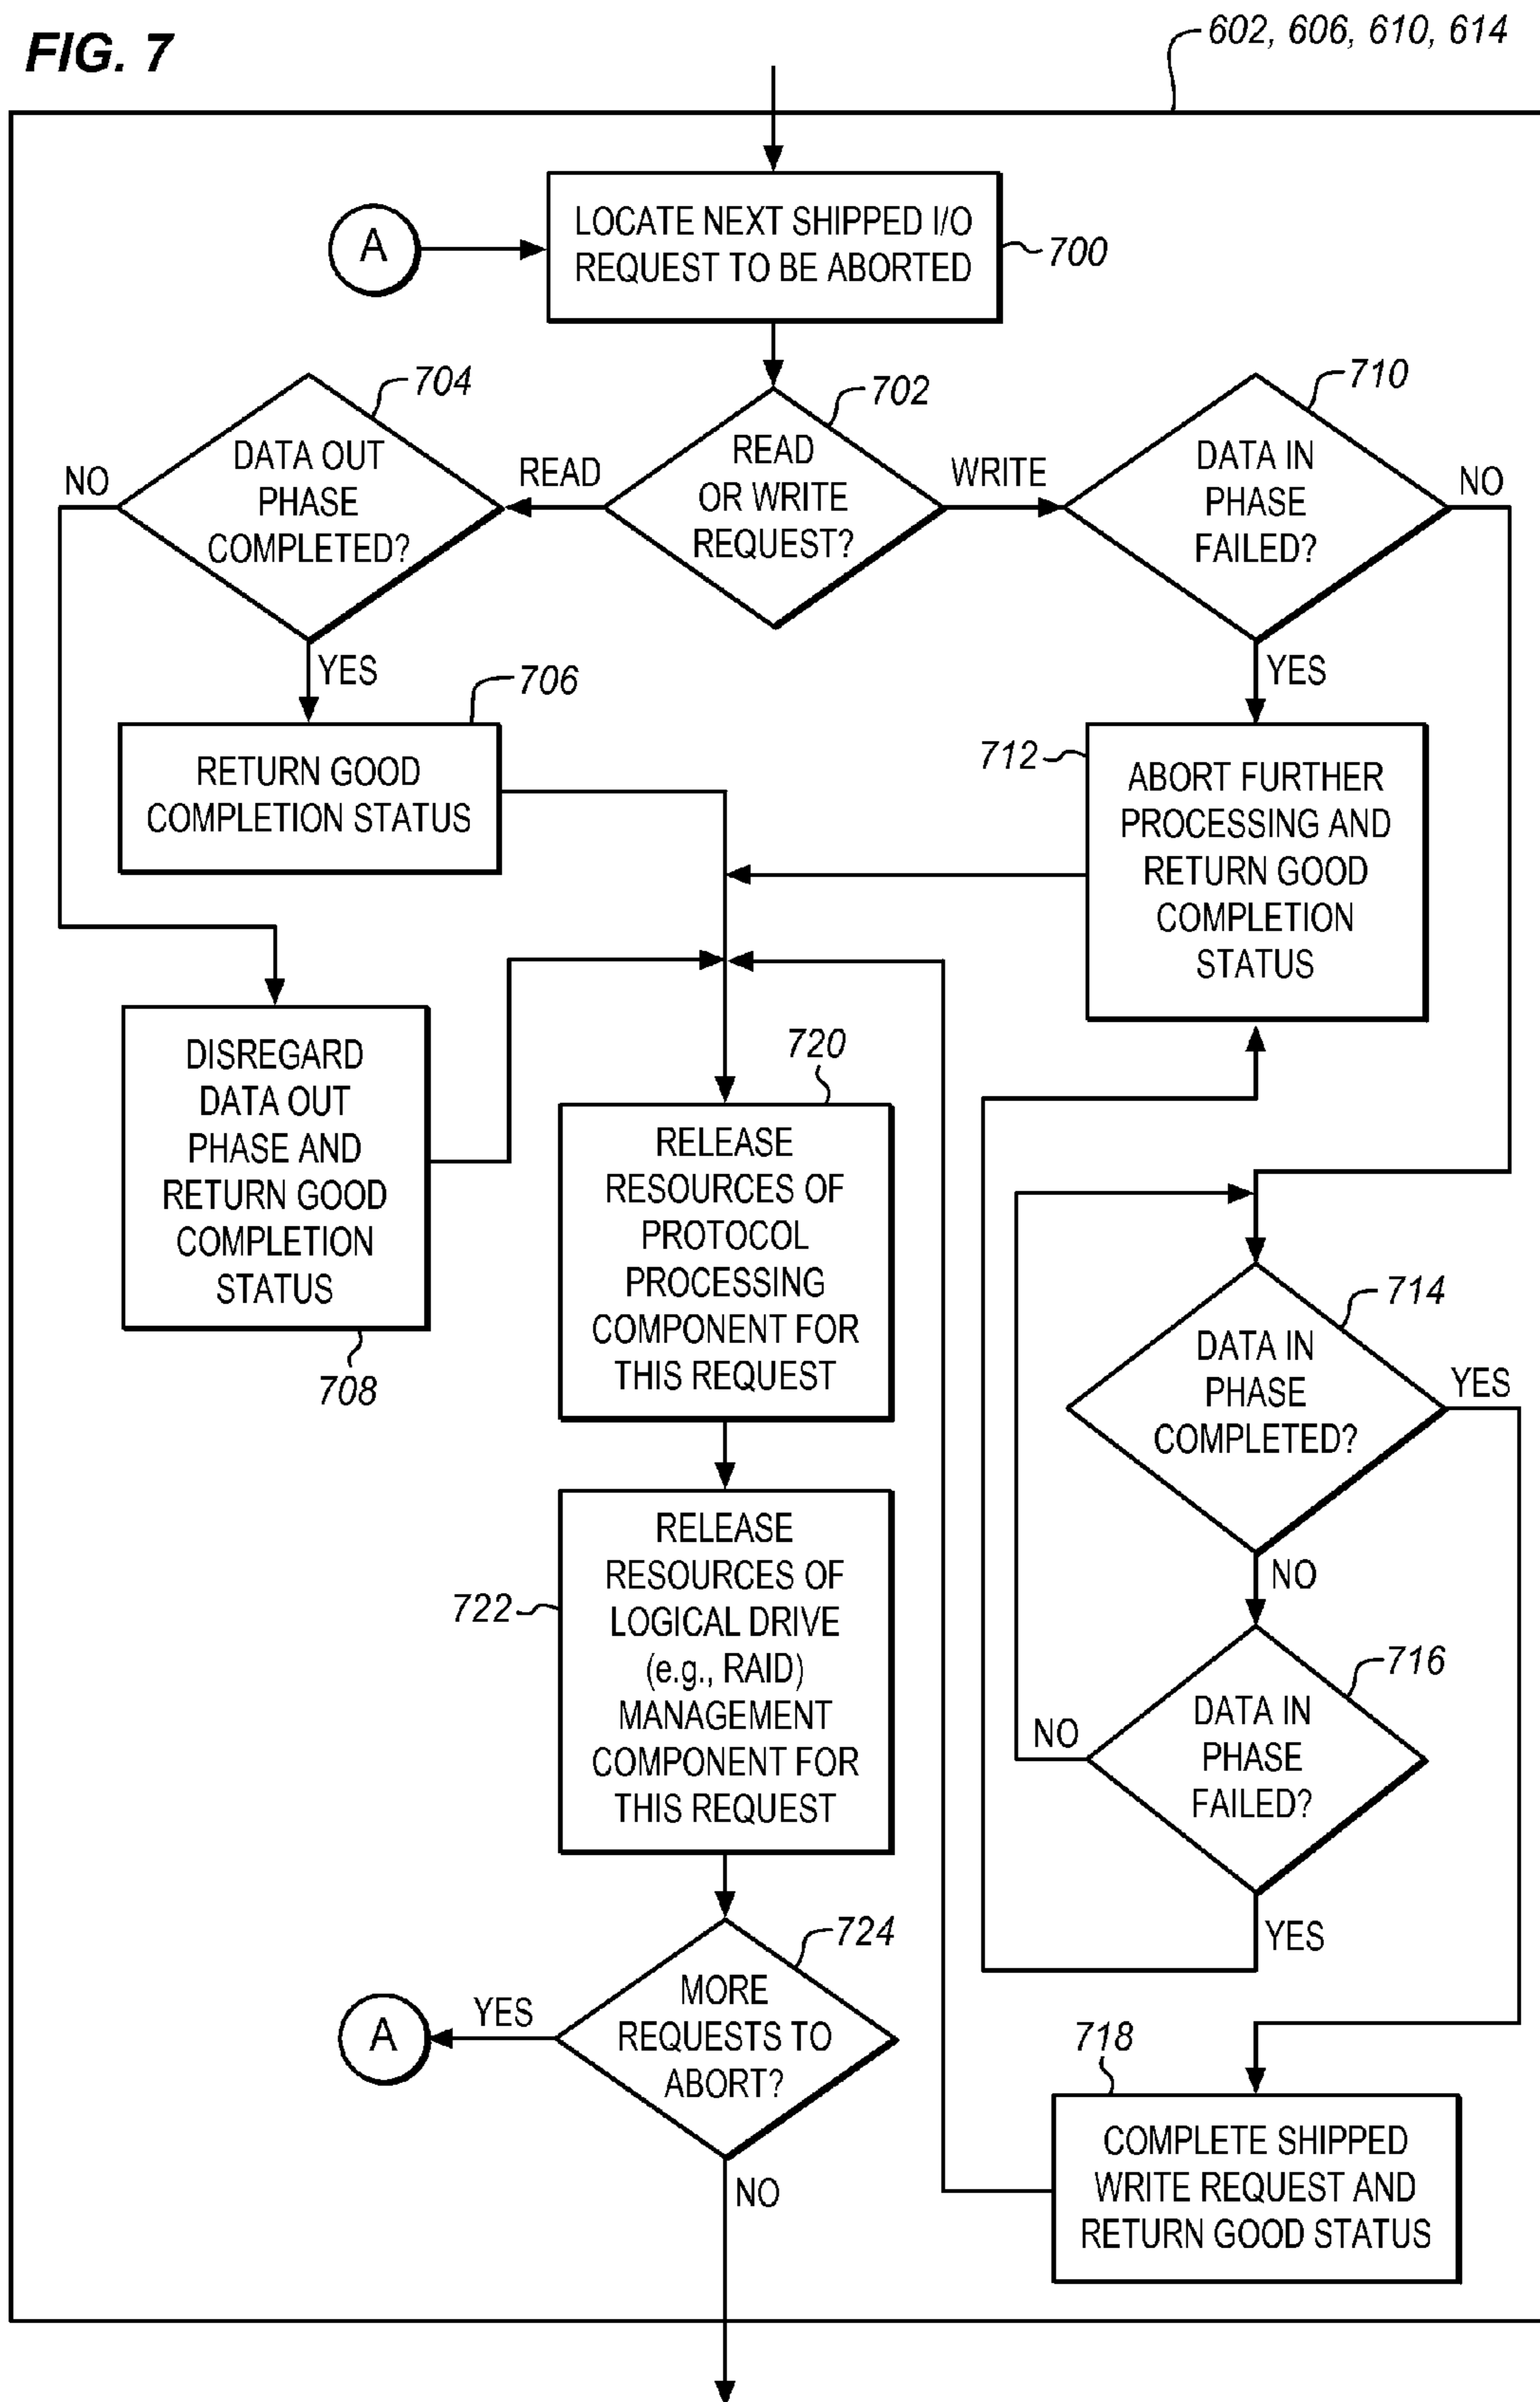 FIG. 7
602, 606, 610, 614
A
LOCATE NEXT SHIPPED I/O
REQUEST TO BE ABORTED
700
702
READ
OR WRITE
REQUEST?
READ
WRITE
704
DATA OUT
PHASE
COMPLETED?
NO
YES
706
RETURN GOOD
COMPLETION STATUS
DISREGARD
DATA OUT
PHASE AND
RETURN GOOD
COMPLETION
STATUS
708
710
DATA IN
PHASE
FAILED?
NO
YES
712
ABORT FURTHER
PROCESSING AND
RETURN GOOD
COMPLETION
STATUS
714
DATA IN
PHASE
COMPLETED?
YES
NO
716
DATA IN
PHASE
FAILED?
NO
YES
718
COMPLETE SHIPPED
WRITE REQUEST AND
RETURN GOOD STATUS
720
RELEASE
RESOURCES OF
PROTOCOL
PROCESSING
COMPONENT FOR
THIS REQUEST
722
RELEASE
RESOURCES OF
LOGICAL DRIVE
(e.g., RAID)
MANAGEMENT
COMPONENT FOR
THIS REQUEST
724
MORE
REQUESTS TO
ABORT?
YES
A
NO